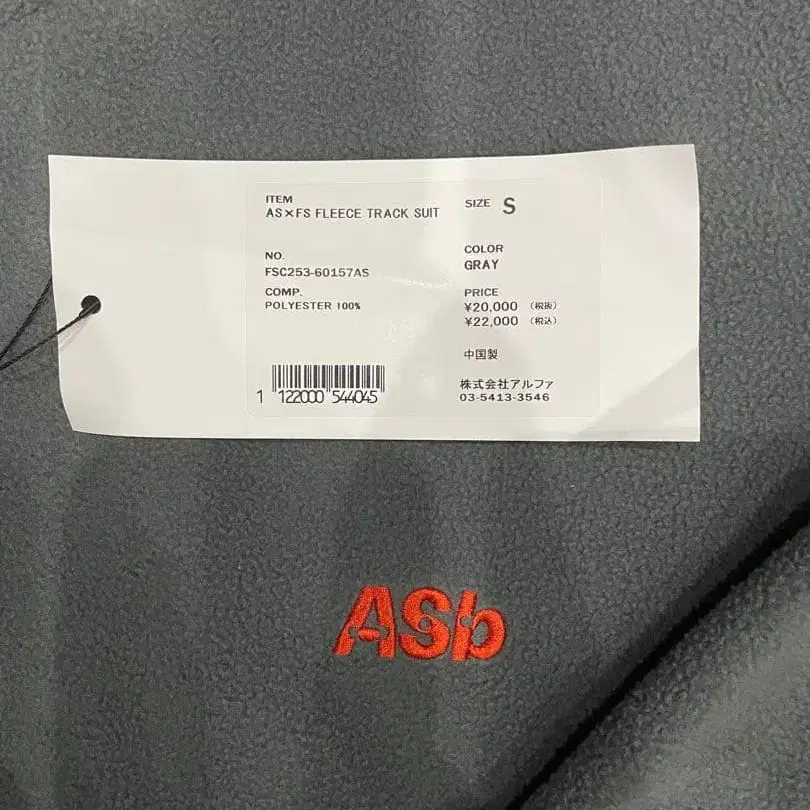 ITEM
AS×FS FLEECE TRACK SUIT
SIZE S
NO.
FSC253-60157AS
COLOR
GRAY
COMP.
POLYESTER 100%
PRICE
¥20,000 (税抜)
¥22,000 (税込)
中国製
1 122000 544045
株式会社アルファ
03-5413-3546
ASb